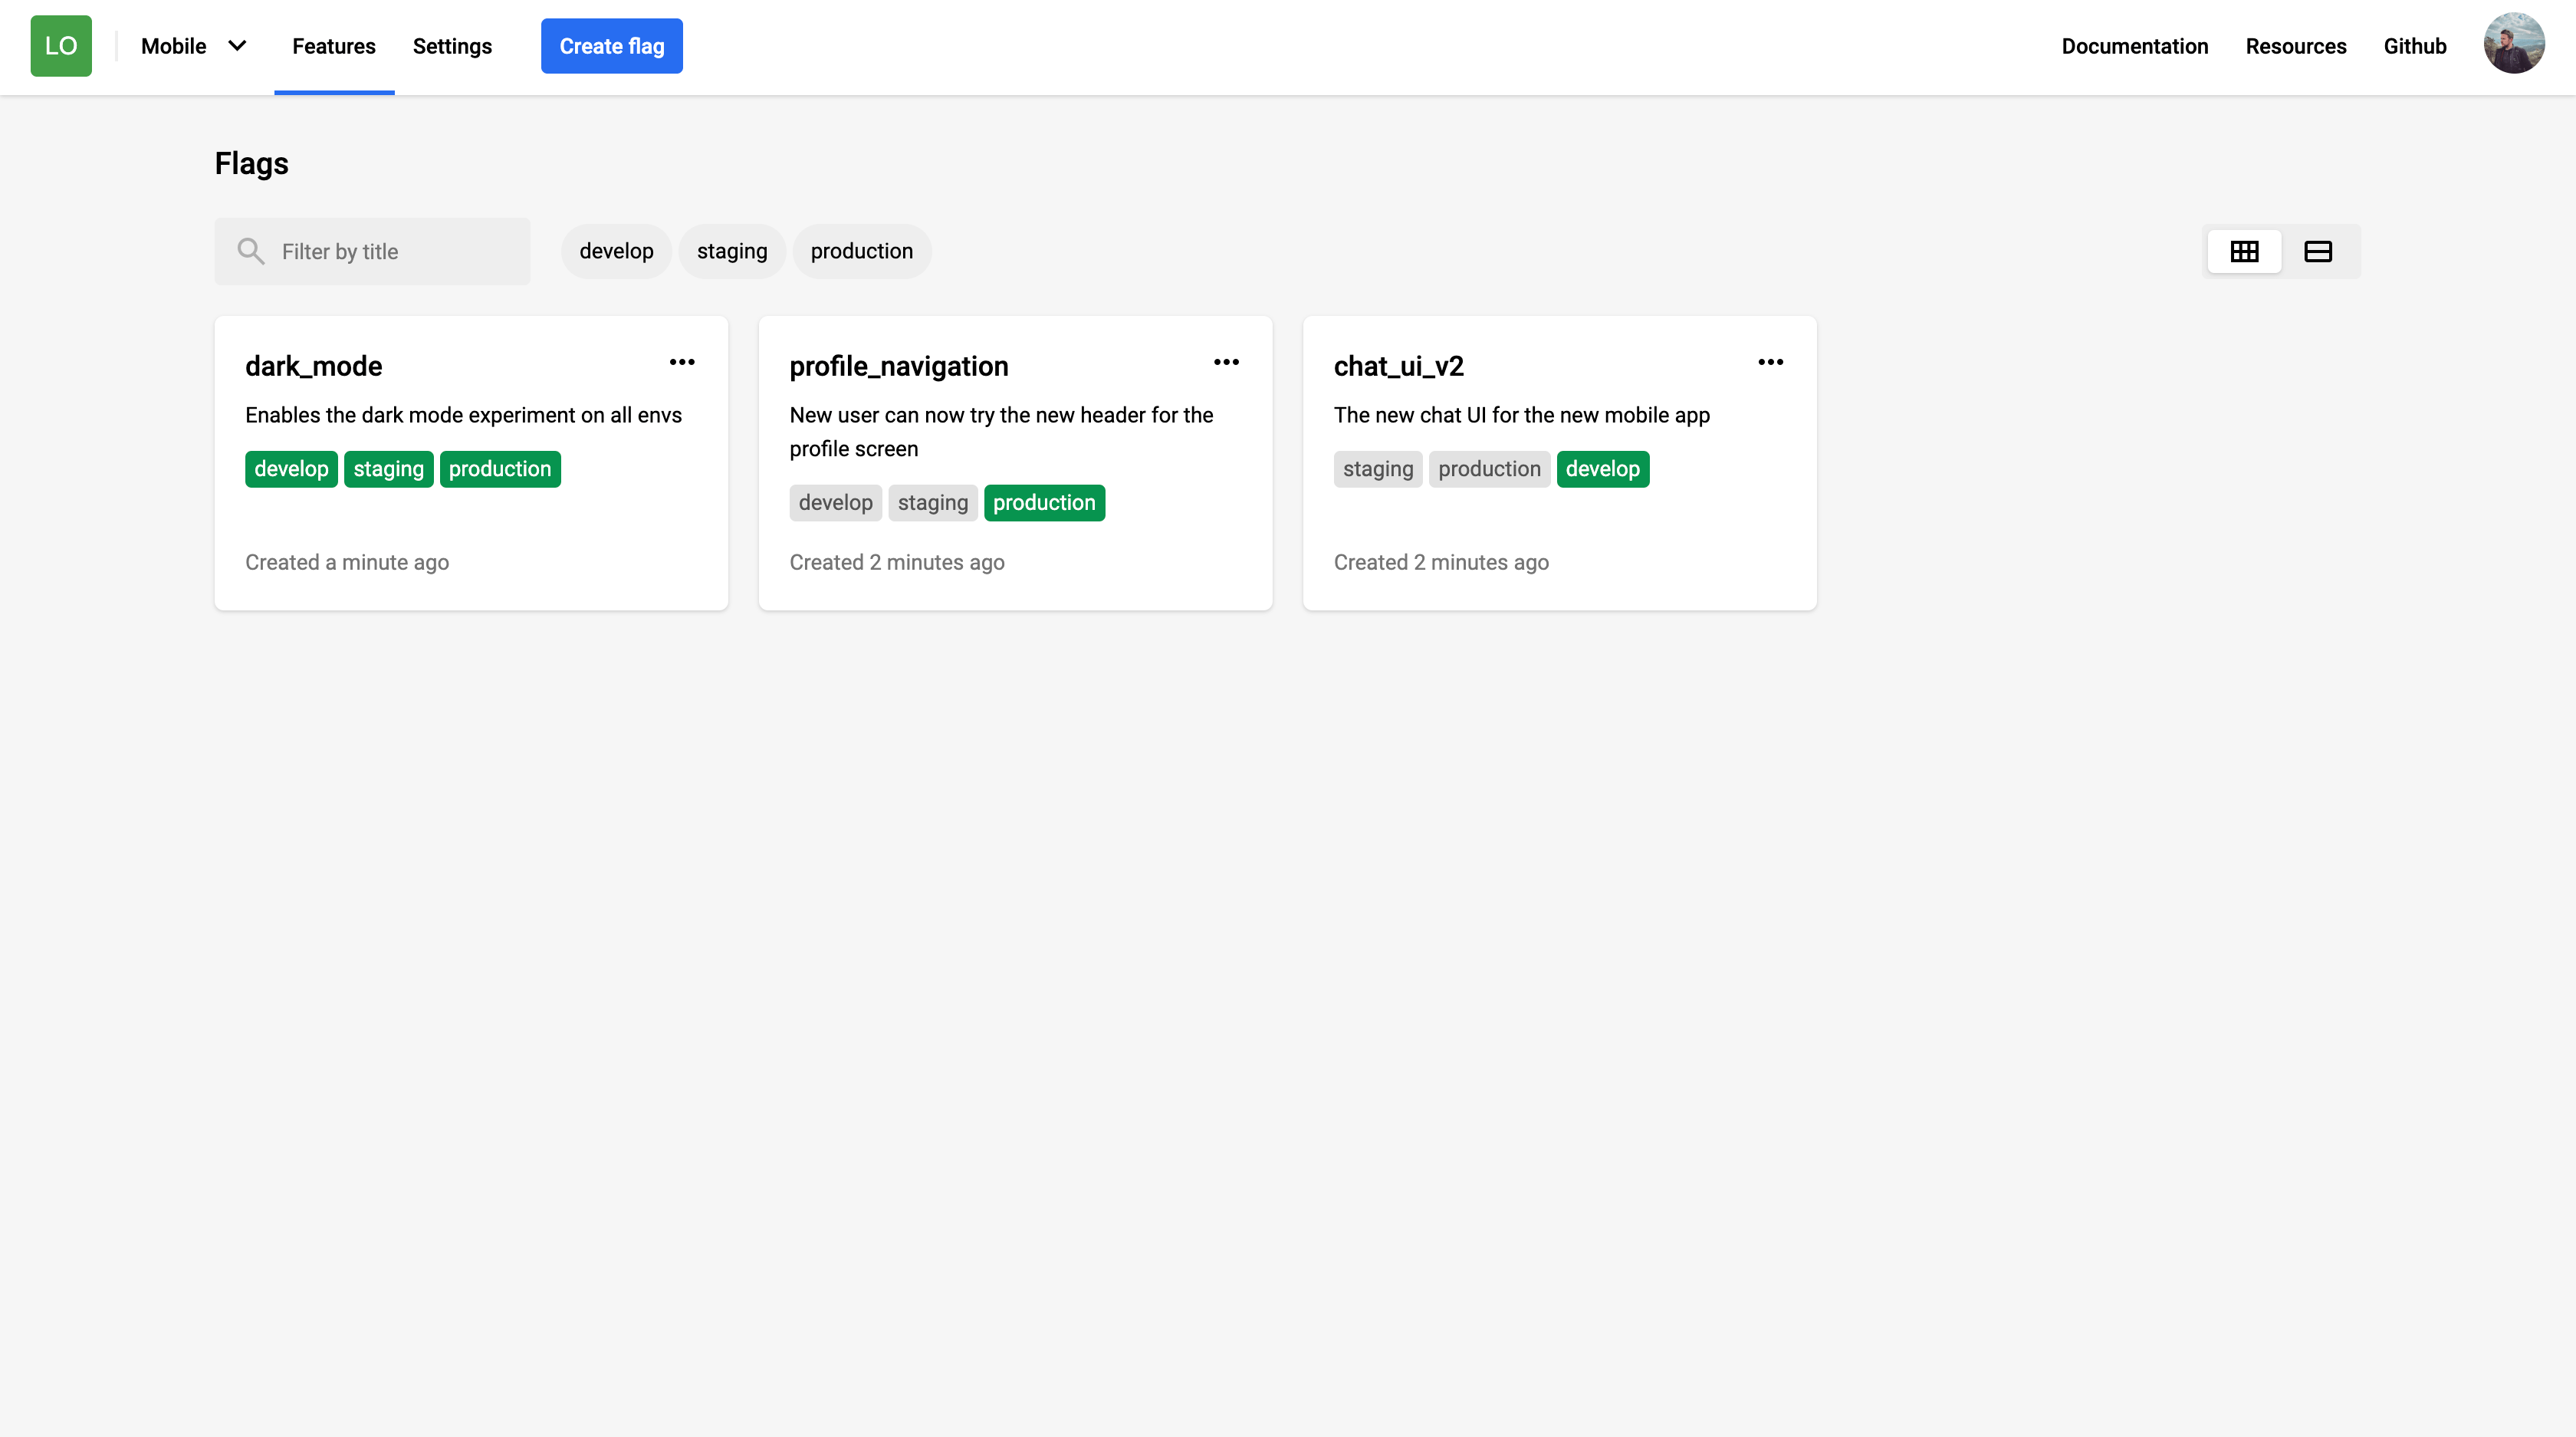 LO
Mobile
Features
Settings
Create flag
Documentation
Resources
Github
Flags
Filter by title
develop
staging
production
dark_mode
Enables the dark mode experiment on all envs
develop staging production
Created a minute ago
profile_navigation
New user can now try the new header for the
profile screen
develop staging production
Created 2 minutes ago
chat_ui_v2
The new chat UI for the new mobile app
staging production develop
Created 2 minutes ago